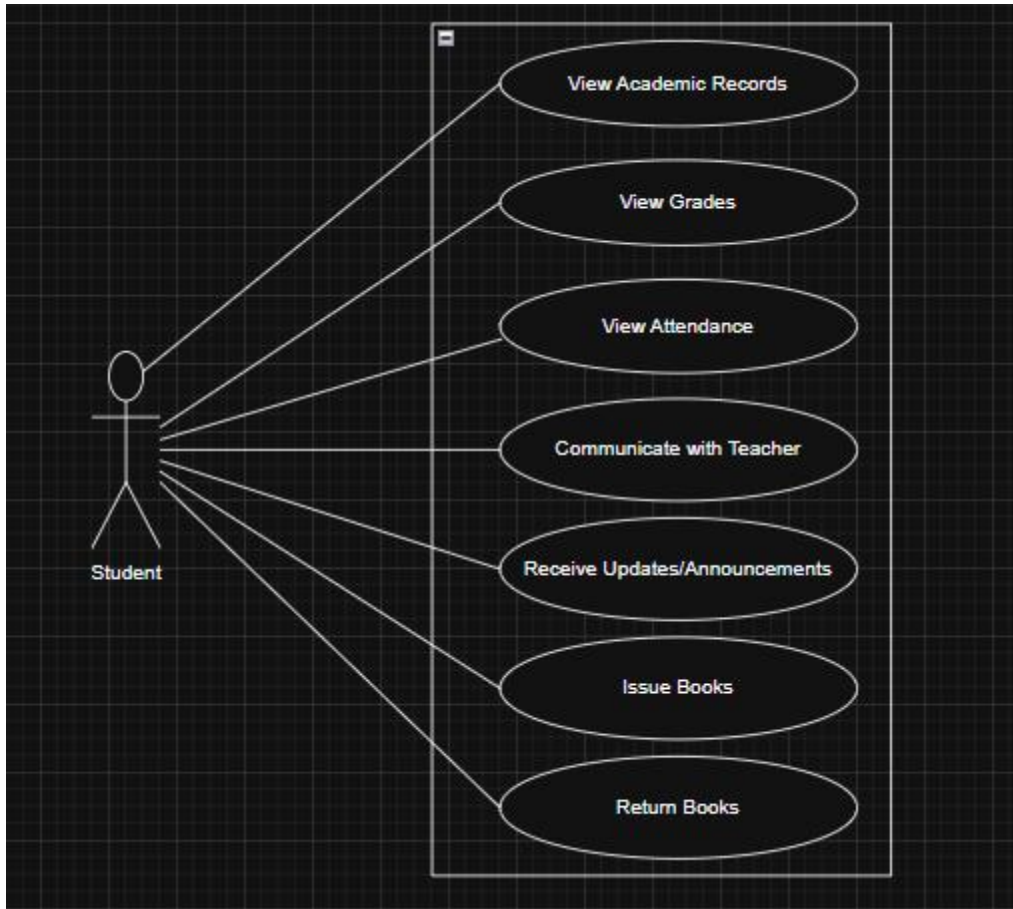 View Academic Records
View Grades
View Attendance
Communicate with Teacher
Receive Updates/Announcements
Student
Issue Books
Return Books